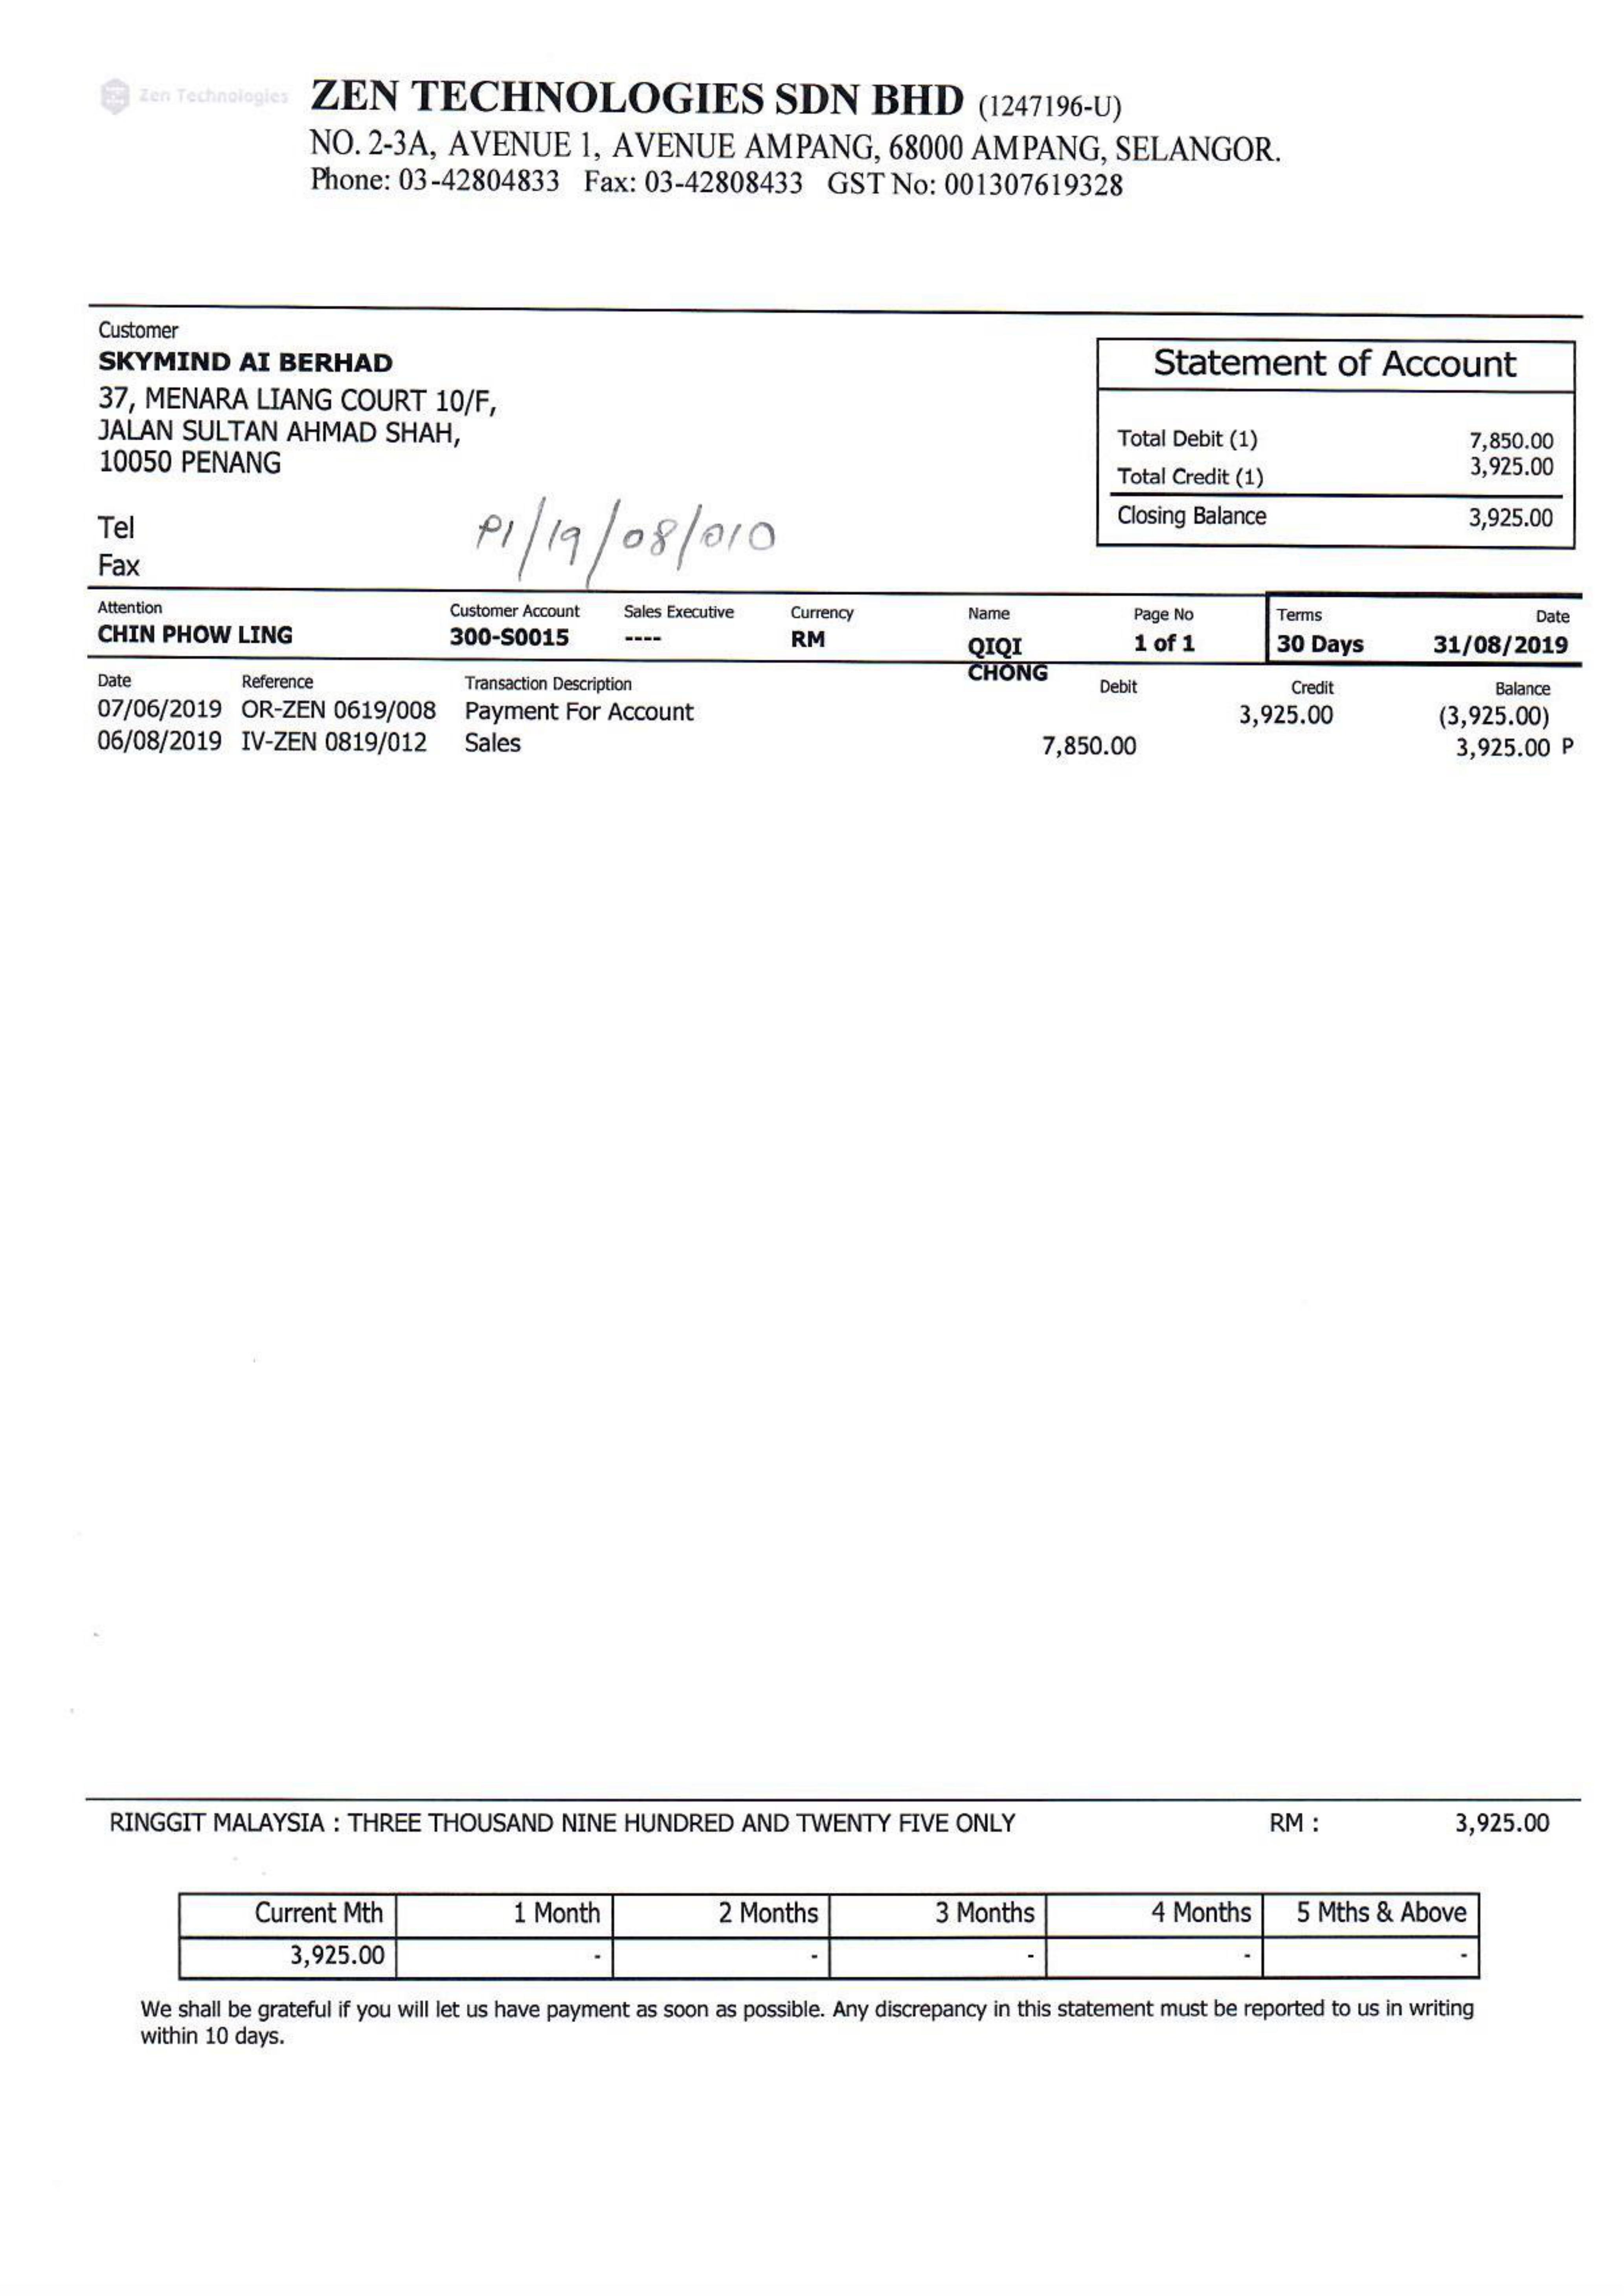 Zen Technologies ZEN TECHNOLOGIES SDN BHD (1247196-U)
NO. 2-3A, AVENUE 1, AVENUE AMPANG, 68000 AMPANG, SELANGOR.
Phone: 03-42804833 Fax: 03-42808433 GST No: 001307619328
Customer
SKYMIND AI BERHAD
37, MENARA LIANG COURT 10/F,
JALAN SULTAN AHMAD SHAH,
10050 PENANG
Tel
Fax
PI/19/08/010
Statement of Account
Total Debit (1) 7,850.00
Total Credit (1) 3,925.00
Closing Balance 3,925.00
Attention Customer Account Sales Executive Currency Name Page No Terms Date
CHIN PHOW LING 300-S0015 ---- RM QIQI 1 of 1 30 Days 31/08/2019
CHONG
Date Reference Transaction Description Debit Credit Balance
07/06/2019 OR-ZEN 0619/008 Payment For Account 3,925.00 (3,925.00)
06/08/2019 IV-ZEN 0819/012 Sales 7,850.00 3,925.00 P
RINGGIT MALAYSIA : THREE THOUSAND NINE HUNDRED AND TWENTY FIVE ONLY RM : 3,925.00
Current Mth 1 Month 2 Months 3 Months 4 Months 5 Mths & Above
3,925.00 - - - - -
We shall be grateful if you will let us have payment as soon as possible. Any discrepancy in this statement must be reported to us in writing
within 10 days.